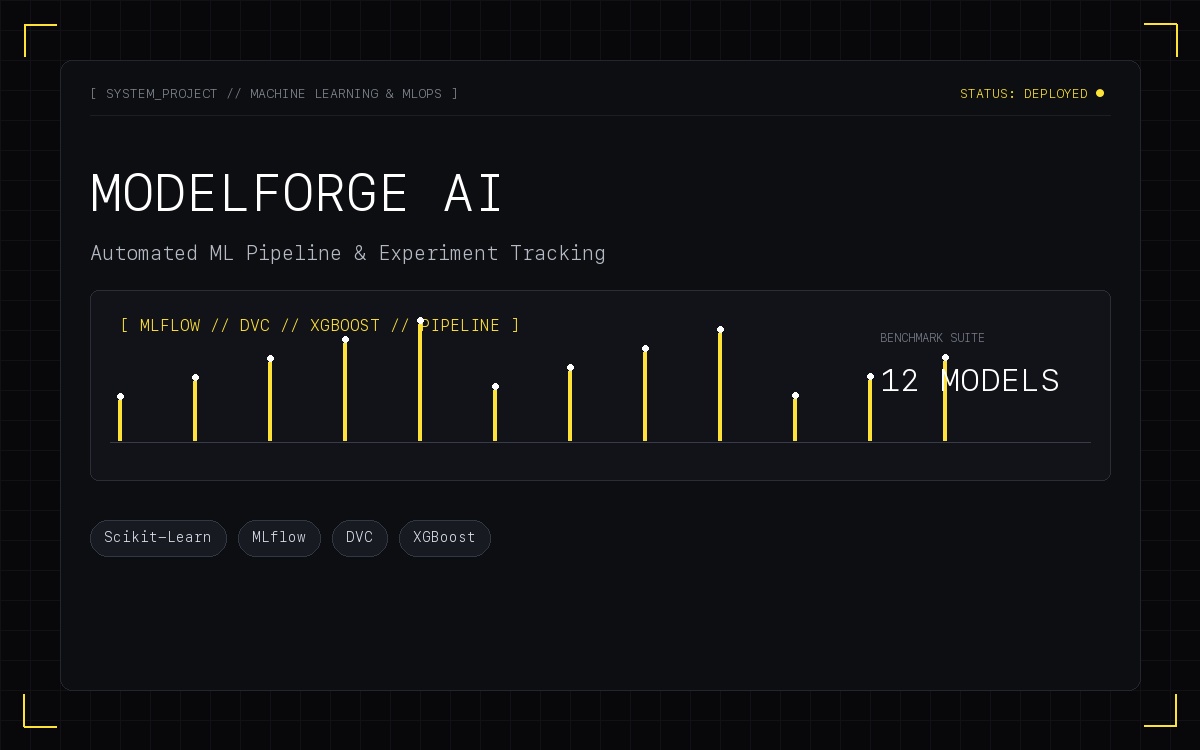 [ SYSTEM_PROJECT // MACHINE LEARNING & MLOPS ]
STATUS: DEPLOYED
MODELFORGE AI
Automated ML Pipeline & Experiment Tracking
[ MLFLOW // DVC // XGBOOST // PIPELINE ]
BENCHMARK SUITE
12 MODELS
Scikit-Learn
MLflow
DVC
XGBoost